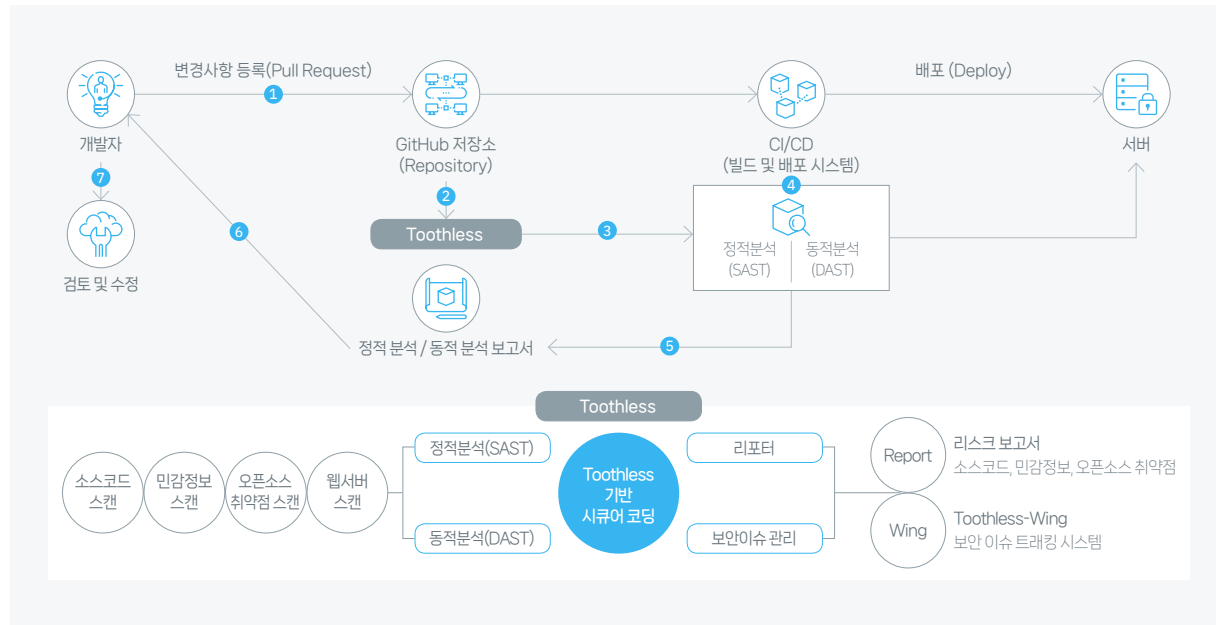 변경사항 등록(Pull Request)
1
배포 (Deploy)
개발자
GitHub 저장소
(Repository)
CI/CD
(빌드 및 배포 시스템)
서버
7
2
4
Toothless
3
6
정적분석
(SAST)
동적분석
(DAST)
검토 및 수정
정적 분석 / 동적 분석 보고서
5
Toothless
정적분석(SAST)
동적분석(DAST)
소스코드
스캔
민감정보
스캔
오픈소스
취약점 스캔
웹서버
스캔
Toothless
기반
시큐어 코딩
리포터
보안이슈 관리
Report
리스크 보고서
소스코드, 민감정보, 오픈소스 취약점
Wing
Toothless-Wing
보안 이슈 트래킹 시스템